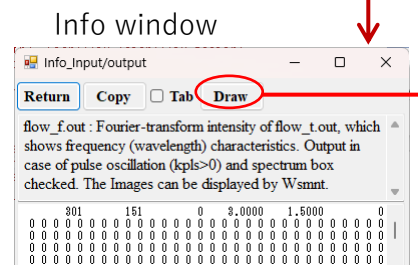 Info window
Info_Input/output
Return Copy Tab Draw
flow_f.out : Fourier-transform intensity of flow_t.out, which
shows frequency (wavelength) characteristics. Output in
case of pulse oscillation (kpls>0) and spectrum box
checked. The Images can be displayed by Wsmnt.
301 151 0 3.0000 1.5000 0
0 0 0 0 0 0 0 0 0 0 0 0 0 0 0 0 0 0 0 0 0 0 0 0 0 0 0 0 0 0
0 0 0 0 0 0 0 0 0 0 0 0 0 0 0 0 0 0 0 0 0 0 0 0 0 0 0 0 0 0
0 0 0 0 0 0 0 0 0 0 0 0 0 0 0 0 0 0 0 0 0 0 0 0 0 0 0 0 0 0
0 0 0 0 0 0 0 0 0 0 0 0 0 0 0 0 0 0 0 0 0 0 0 0 0 0 0 0 0 0